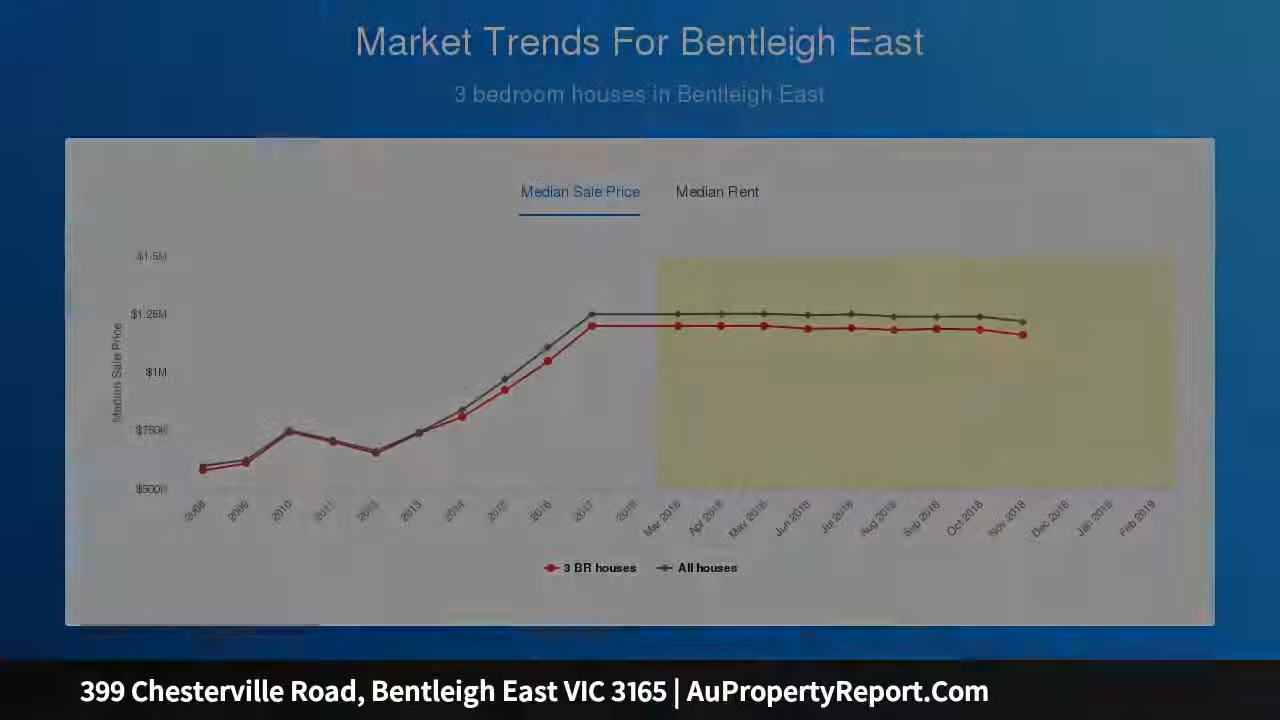 Market Trends For Bentleigh East
3 bedroom houses in Bentleigh East
Median Sale Price Median Rent
Median Sale Price
$1.5M
$1.25M
$1M
$750K
$500K
2008 2009 2010 2011 2012 2013 2014 2015 2016 2017 2018 Mar 2018 Apr 2018 May 2018 Jun 2018 Jul 2018 Aug 2018 Sep 2018 Oct 2018 Nov 2018 Dec 2018 Jan 2019 Feb 2019
3 BR houses All houses
399 Chesterville Road, Bentleigh East VIC 3165 | AuPropertyReport.Com